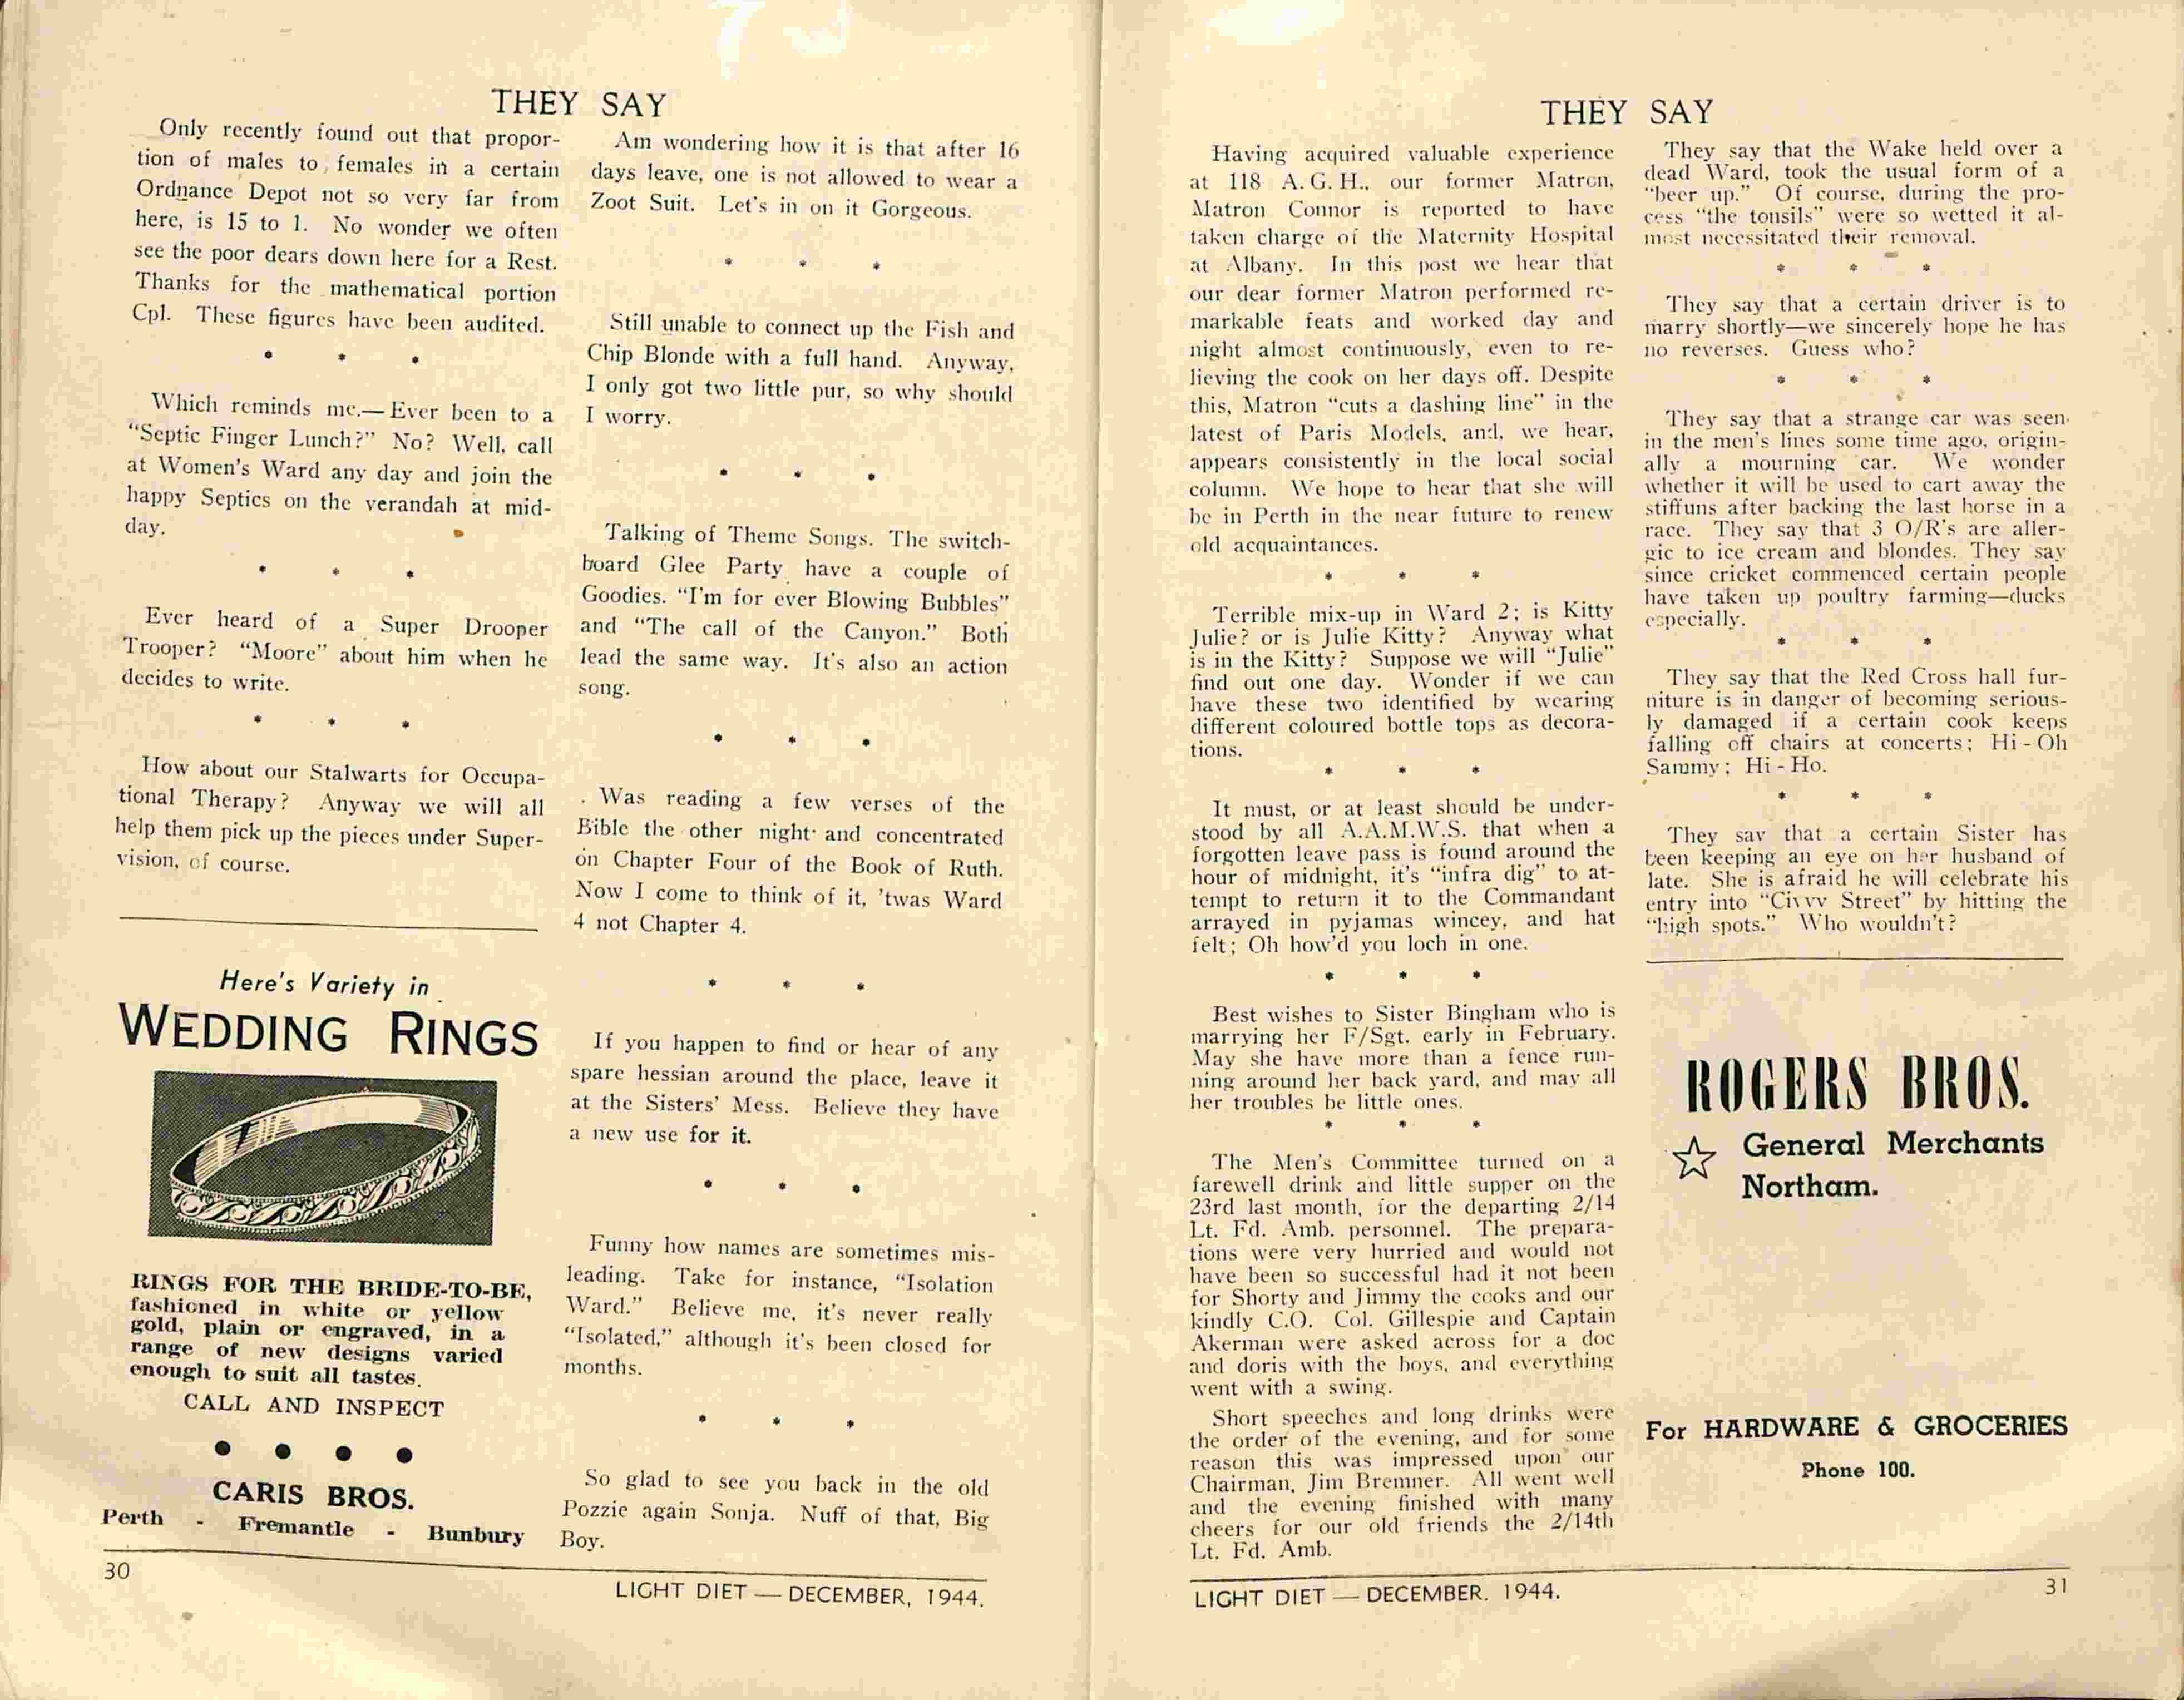 THEY SAY
Only recently found out that propor-
tion of males to females in a certain
Ordnance Depot not so very far from
here, is 15 to 1. No wonder we often
see the poor dears down here for a Rest.
Thanks for the mathematical portion
Cpl. These figures have been audited.
* * *
Which reminds me.—Ever been to a
"Septic Finger Lunch?" No? Well, call
at Women's Ward any day and join the
happy Septics on the verandah at mid-
day.
* * *
Ever heard of a Super Drooper
Trooper? "Moore" about him when he
decides to write.
* * *
How about our Stalwarts for Occupa-
tional Therapy? Anyway we will all
help them pick up the pieces under Super-
vision, of course.
Here's Variety in
WEDDING RINGS
RINGS FOR THE BRIDE-TO-BE,
fashioned in white or yellow
gold, plain or engraved, in a
range of new designs varied
enough to suit all tastes.
CALL AND INSPECT
● ● ● ●
CARIS BROS.
Perth - Fremantle - Bunbury
Am wondering how it is that after 16
days leave, one is not allowed to wear a
Zoot Suit. Let's in on it Gorgeous.
* * *
Still unable to connect up the Fish and
Chip Blonde with a full hand. Anyway,
I only got two little pur, so why should
I worry.
* * *
Talking of Theme Songs. The switch-
board Glee Party have a couple of
Goodies. "I'm for ever Blowing Bubbles"
and "The call of the Canyon." Both
lead the same way. It's also an action
song.
* * *
Was reading a few verses of the
Bible the other night and concentrated
on Chapter Four of the Book of Ruth.
Now I come to think of it, 'twas Ward
4 not Chapter 4.
* * *
If you happen to find or hear of any
spare hessian around the place, leave it
at the Sisters' Mess. Believe they have
a new use for it.
* * *
Funny how names are sometimes mis-
leading. Take for instance, "Isolation
Ward." Believe me, it's never really
"Isolated," although it's been closed for
months.
* * *
So glad to see you back in the old
Pozzie again Sonja. Nuff of that, Big
Boy.
30
LIGHT DIET — DECEMBER, 1944.
THEY SAY
Having acquired valuable experience
at 118 A.G.H., our former Matron,
Matron Connor is reported to have
taken charge of the Maternity Hospital
at Albany. In this post we hear that
our dear former Matron performed re-
markable feats and worked day and
night almost continuously, even to re-
lieving the cook on her days off. Despite
this, Matron "cuts a dashing line" in the
latest of Paris Models, and, we hear,
appears consistently in the local social
column. We hope to hear that she will
be in Perth in the near future to renew
old acquaintances.
* * *
Terrible mix-up in Ward 2; is Kitty
Julie? or is Julie Kitty? Anyway what
is in the Kitty? Suppose we will "Julie"
find out one day. Wonder if we can
have these two identified by wearing
different coloured bottle tops as decora-
tions.
* * *
It must, or at least should be under-
stood by all A.A.M.W.S. that when a
forgotten leave pass is found around the
hour of midnight, it's "infra dig" to at-
tempt to return it to the Commandant
arrayed in pyjamas wincey, and hat
felt; Oh how'd you loch in one.
* * *
Best wishes to Sister Bingham who is
marrying her F/Sgt. early in February.
May she have more than a fence run-
ning around her back yard, and may all
her troubles be little ones.
* * *
The Men's Committee turned on a
farewell drink and little supper on the
23rd last month, for the departing 2/14
Lt. Fd. Amb. personnel. The prepara-
tions were very hurried and would not
have been so successful had it not been
for Shorty and Jimmy the cooks and our
kindly C.O. Col. Gillespie and Captain
Akerman were asked across for a doc
and doris with the boys, and everything
went with a swing.
Short speeches and long drinks were
the order of the evening, and for some
reason this was impressed upon our
Chairman, Jim Bremner. All went well
and the evening finished with many
cheers for our old friends the 2/14th
Lt. Fd. Amb.
They say that the Wake held over a
dead Ward, took the usual form of a
"beer up." Of course, during the pro-
cess "the tonsils" were so wetted it al-
most necessitated their removal.
* * *
They say that a certain driver is to
marry shortly—we sincerely hope he has
no reverses. Guess who?
* * *
They say that a strange car was seen
in the men's lines some time ago, origin-
ally a mourning car. We wonder
whether it will be used to cart away the
stiffuns after backing the last horse in a
race. They say that 3 O/R's are aller-
gic to ice cream and blondes. They say
since cricket commenced certain people
have taken up poultry farming—ducks
especially.
* * *
They say that the Red Cross hall fur-
niture is in danger of becoming serious-
ly damaged if a certain cook keeps
falling off chairs at concerts; Hi-Oh
Sammy; Hi-Ho.
* * *
They say that a certain Sister has
been keeping an eye on her husband of
late. She is afraid he will celebrate his
entry into "Civvy Street" by hitting the
"high spots." Who wouldn't?
ROGERS BROS.
General Merchants
Northam.
For HARDWARE & GROCERIES
Phone 100.
LIGHT DIET — DECEMBER. 1944.
31